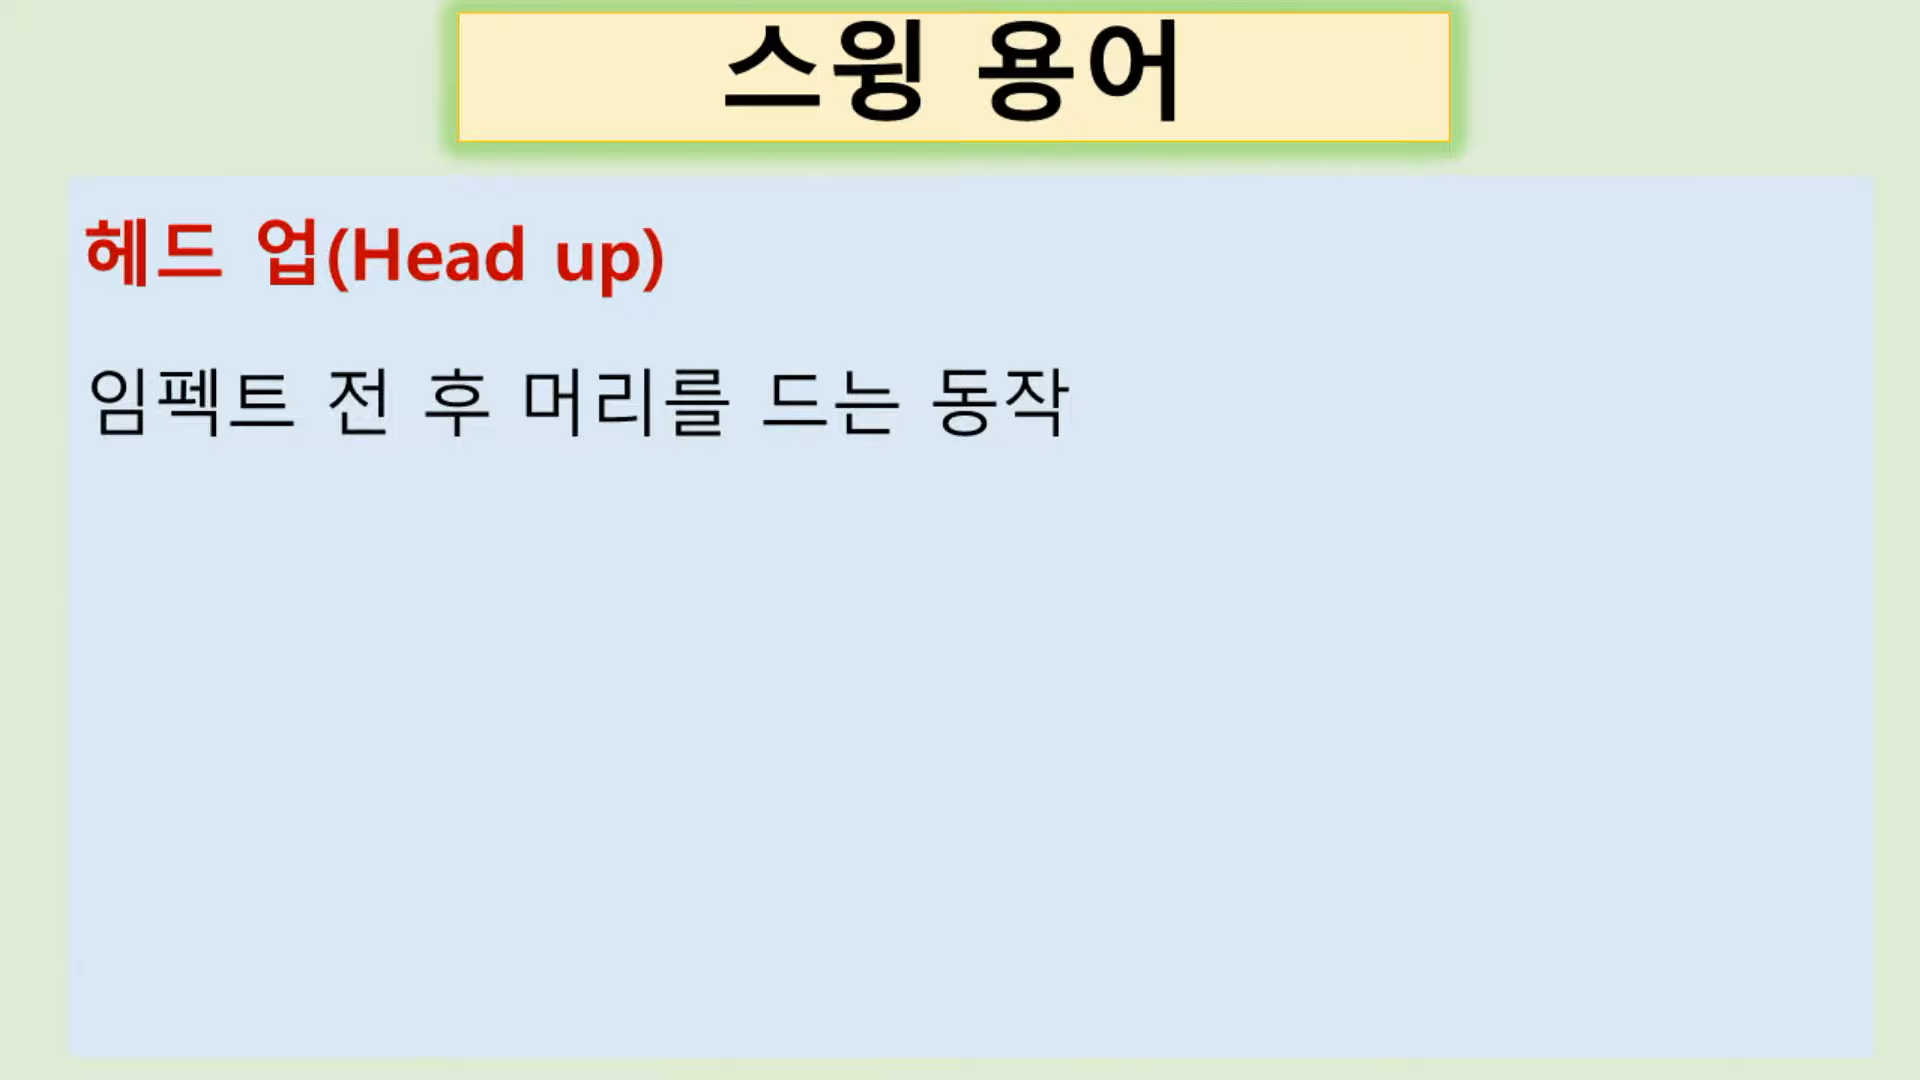 스윙 용어
헤드 업(Head up)
임펙트 전 후 머리를 드는 동작